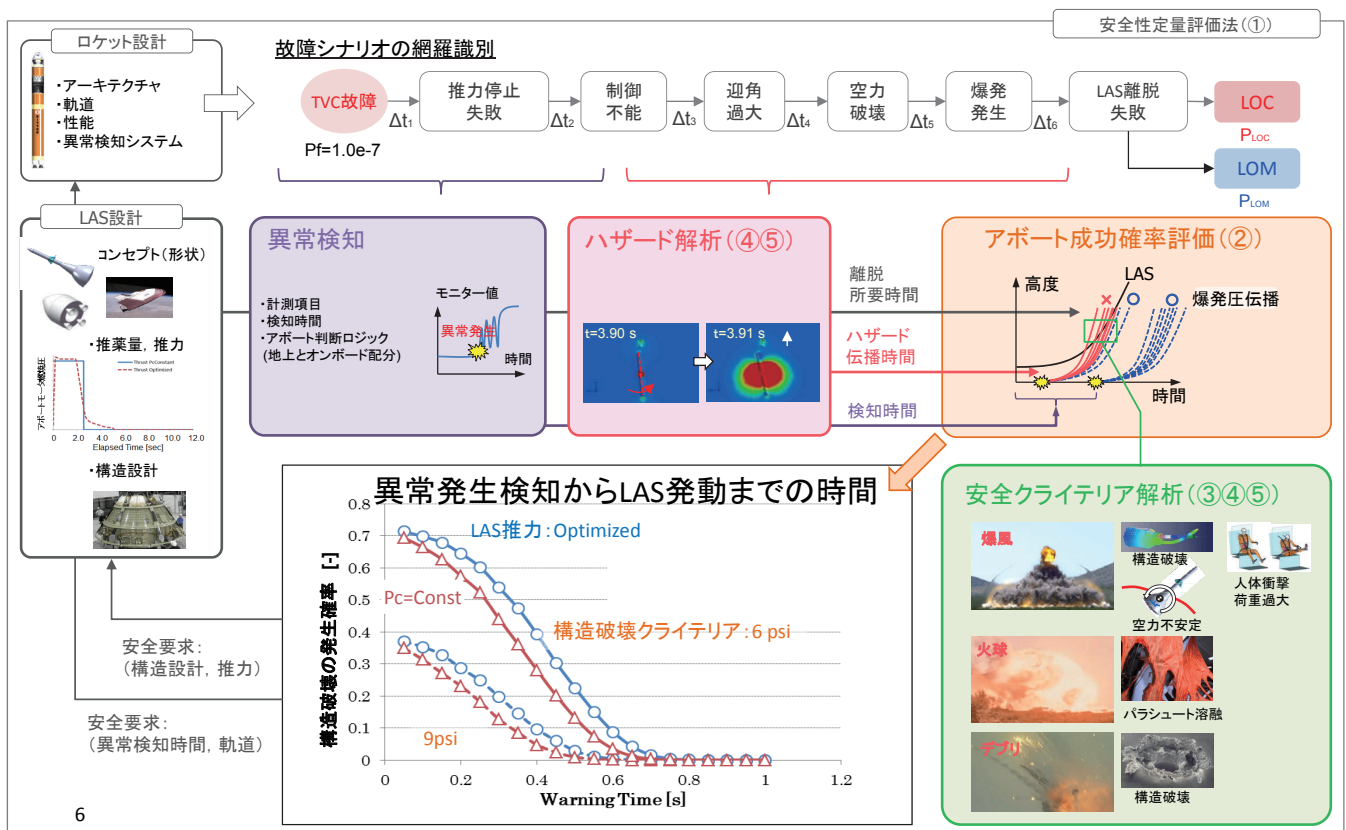 安全性定量評価法(①)
ロケット設計
・アーキテクチャ
・軌道
・性能
・異常検知システム
故障シナリオの網羅識別
TVC故障
Δt1
推力停止
失敗
Δt2
制御
不能
Δt3
迎角
過大
Δt4
空力
破壊
Δt5
爆発
発生
Δt6
LAS離脱
失敗
LOC
PLOC
LOM
PLOM
Pf=1.0e-7
LAS設計
コンセプト(形状)
・推薬量, 推力
Thrust PcConstant
Thrust Optimized
0 2.0 4.0 6.0 8.0 10.0 12.0
Elapsed Time [sec]
・構造設計
異常検知
・計測項目
・検知時間
・アボート判断ロジック
(地上とオンボード配分)
モニター値
異常発生
時間
ハザード解析(④⑤)
t=3.90 s
t=3.91 s
離脱
所要時間
ハザード
伝播時間
検知時間
アボート成功確率評価(②)
高度
LAS
爆発圧伝播
時間
異常発生検知からLAS発動までの時間
LAS推力:Optimized
Pc=Const
構造破壊クライテリア:6 psi
9psi
構造破壊の発生確率 [-]
0.8
0.7
0.6
0.5
0.4
0.3
0.2
0.1
0
0 0.2 0.4 0.6 0.8 1 1.2
Warning Time [s]
安全要求:
(構造設計, 推力)
安全要求:
(異常検知時間, 軌道)
安全クライテリア解析(③④⑤)
爆風
構造破壊
空力不安定
人体衝撃
荷重過大
火球
パラシュート溶融
デブリ
構造破壊
6